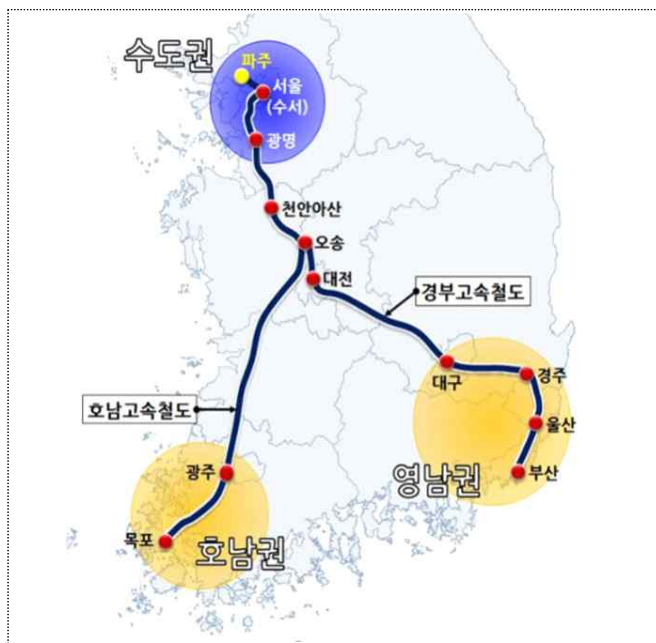 수도권
파주
서울
(수서)
광명
천안아산
오송
대전
경부고속철도
대구
경주
호남고속철도
울산
광주
영남권
부산
목포
호남권